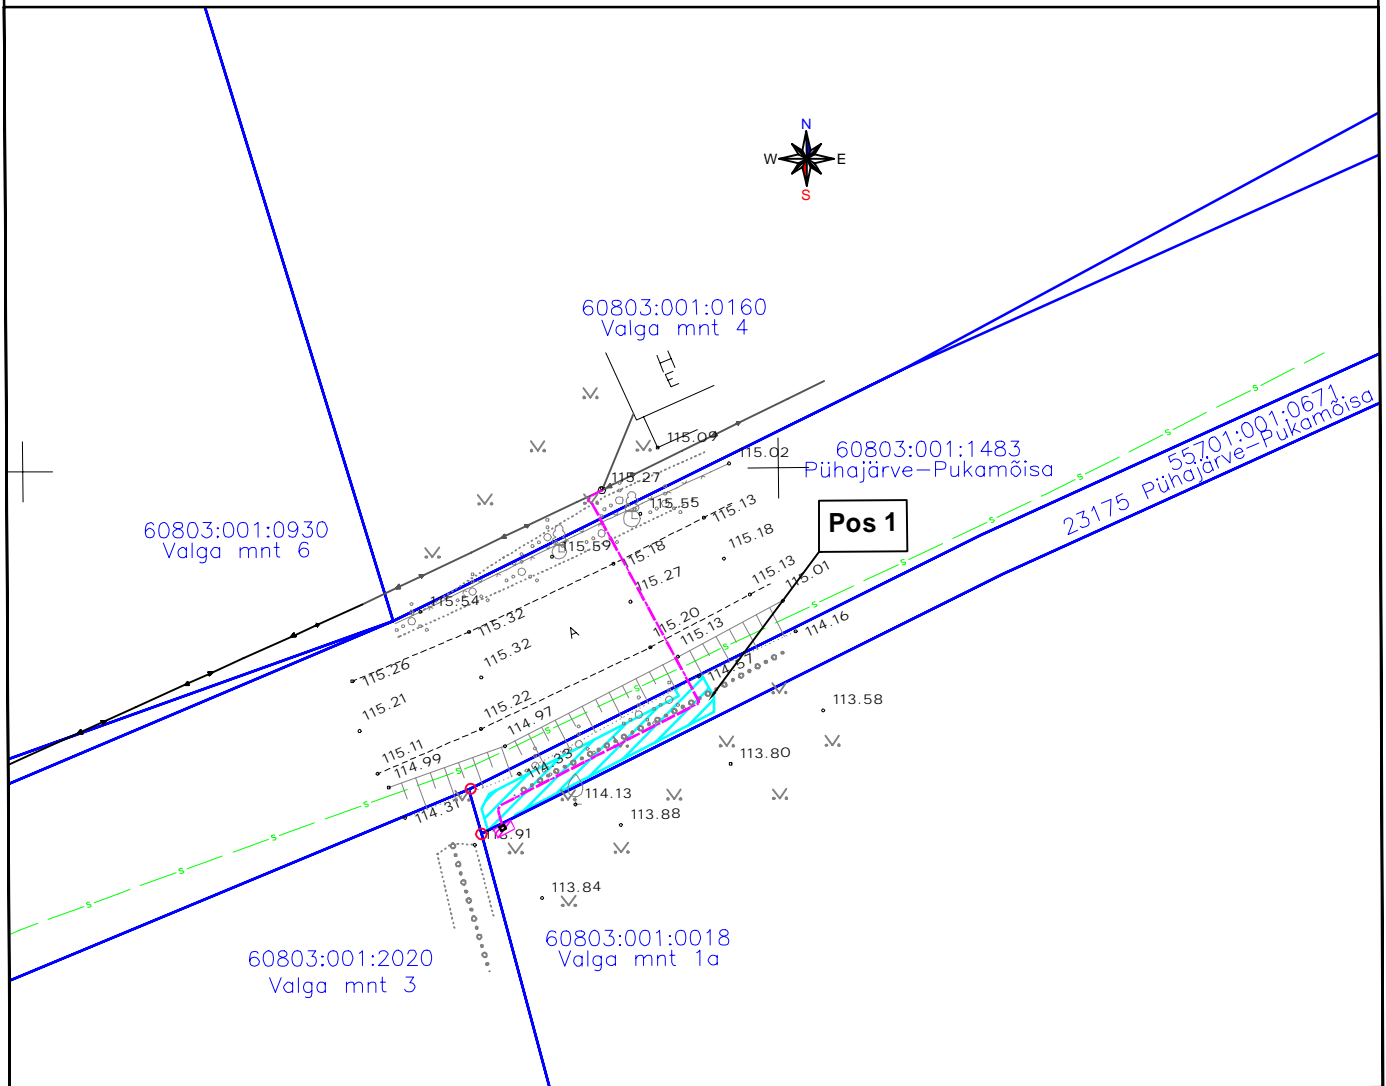 N
W E
S
60803:001:0160
Valga mnt 4
H
E
115.09
115.02
60803:001:1483
Pühajärve-Pukamõisa
55701:001:0671
23175 Pühajärve-Pukamõisa
115.27
115.55
115.13
Pos 1
60803:001:0930
Valga mnt 6
115.59
115.18
115.18
115.27
115.13
115.01
115.54
115.32
115.32
A
115.20
115.13
114.16
115.26
115.21
115.22
114.97
114.57
113.58
115.11
114.99
114.33
113.80
114.31
114.13
113.88
113.91
113.84
60803:001:2020
Valga mnt 3
60803:001:0018
Valga mnt 1a
s s s s s s s s s s s s s s